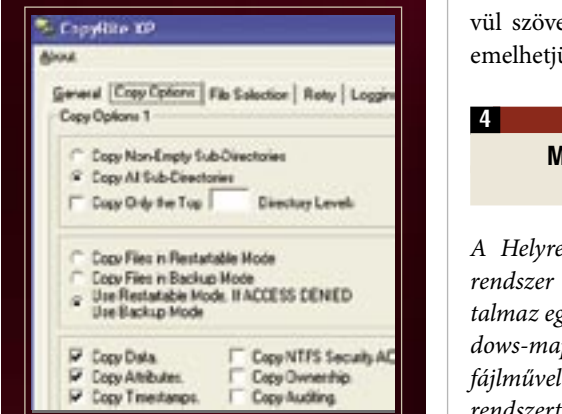 CopyRite XP
About
General Copy Options File Selection Retry Loggin
Copy Options 1
Copy Non-Empty Sub-Directories
Copy All Sub-Directories
Copy Only the Top Directory Levels
Copy Files in Restartable Mode
Copy Files in Backup Mode
Use Restartable Mode, If ACCESS DENIED
Use Backup Mode
Copy Data. Copy NTFS Security AC
Copy Attributes. Copy Ownership.
Copy Timestamps. Copy Auditing.
vül szöve
emelhetjü
4
M
A Helyre
rendszer
talmaz eg
dows-map
fájlművel
rendszert